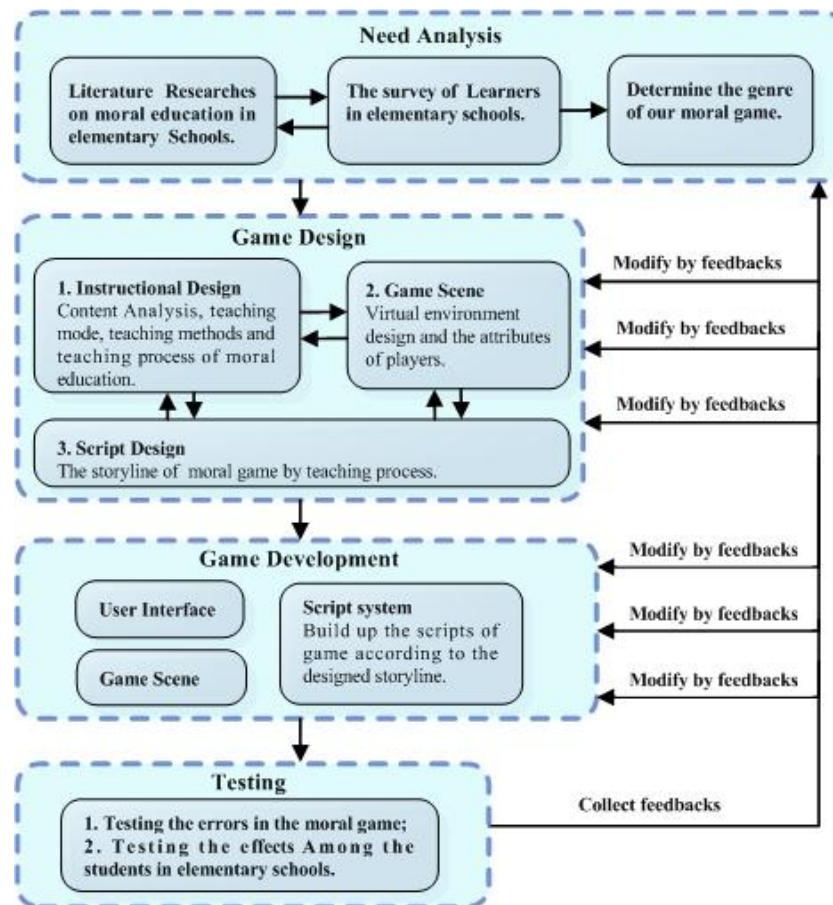 Need Analysis
Literature Researches
on moral education in
elementary Schools.
The survey of Learners
in elementary schools.
Determine the genre
of our moral game.
Game Design
1. Instructional Design
Content Analysis, teaching
mode, teaching methods and
teaching process of moral
education.
2. Game Scene
Virtual environment
design and the attributes
of players.
3. Script Design
The storyline of moral game by teaching process.
Modify by feedbacks
Modify by feedbacks
Modify by feedbacks
Game Development
User Interface
Game Scene
Script system
Build up the scripts of
game according to the
designed storyline.
Modify by feedbacks
Modify by feedbacks
Modify by feedbacks
Testing
1. Testing the errors in the moral game;
2. Testing the effects Among the
students in elementary schools.
Collect feedbacks